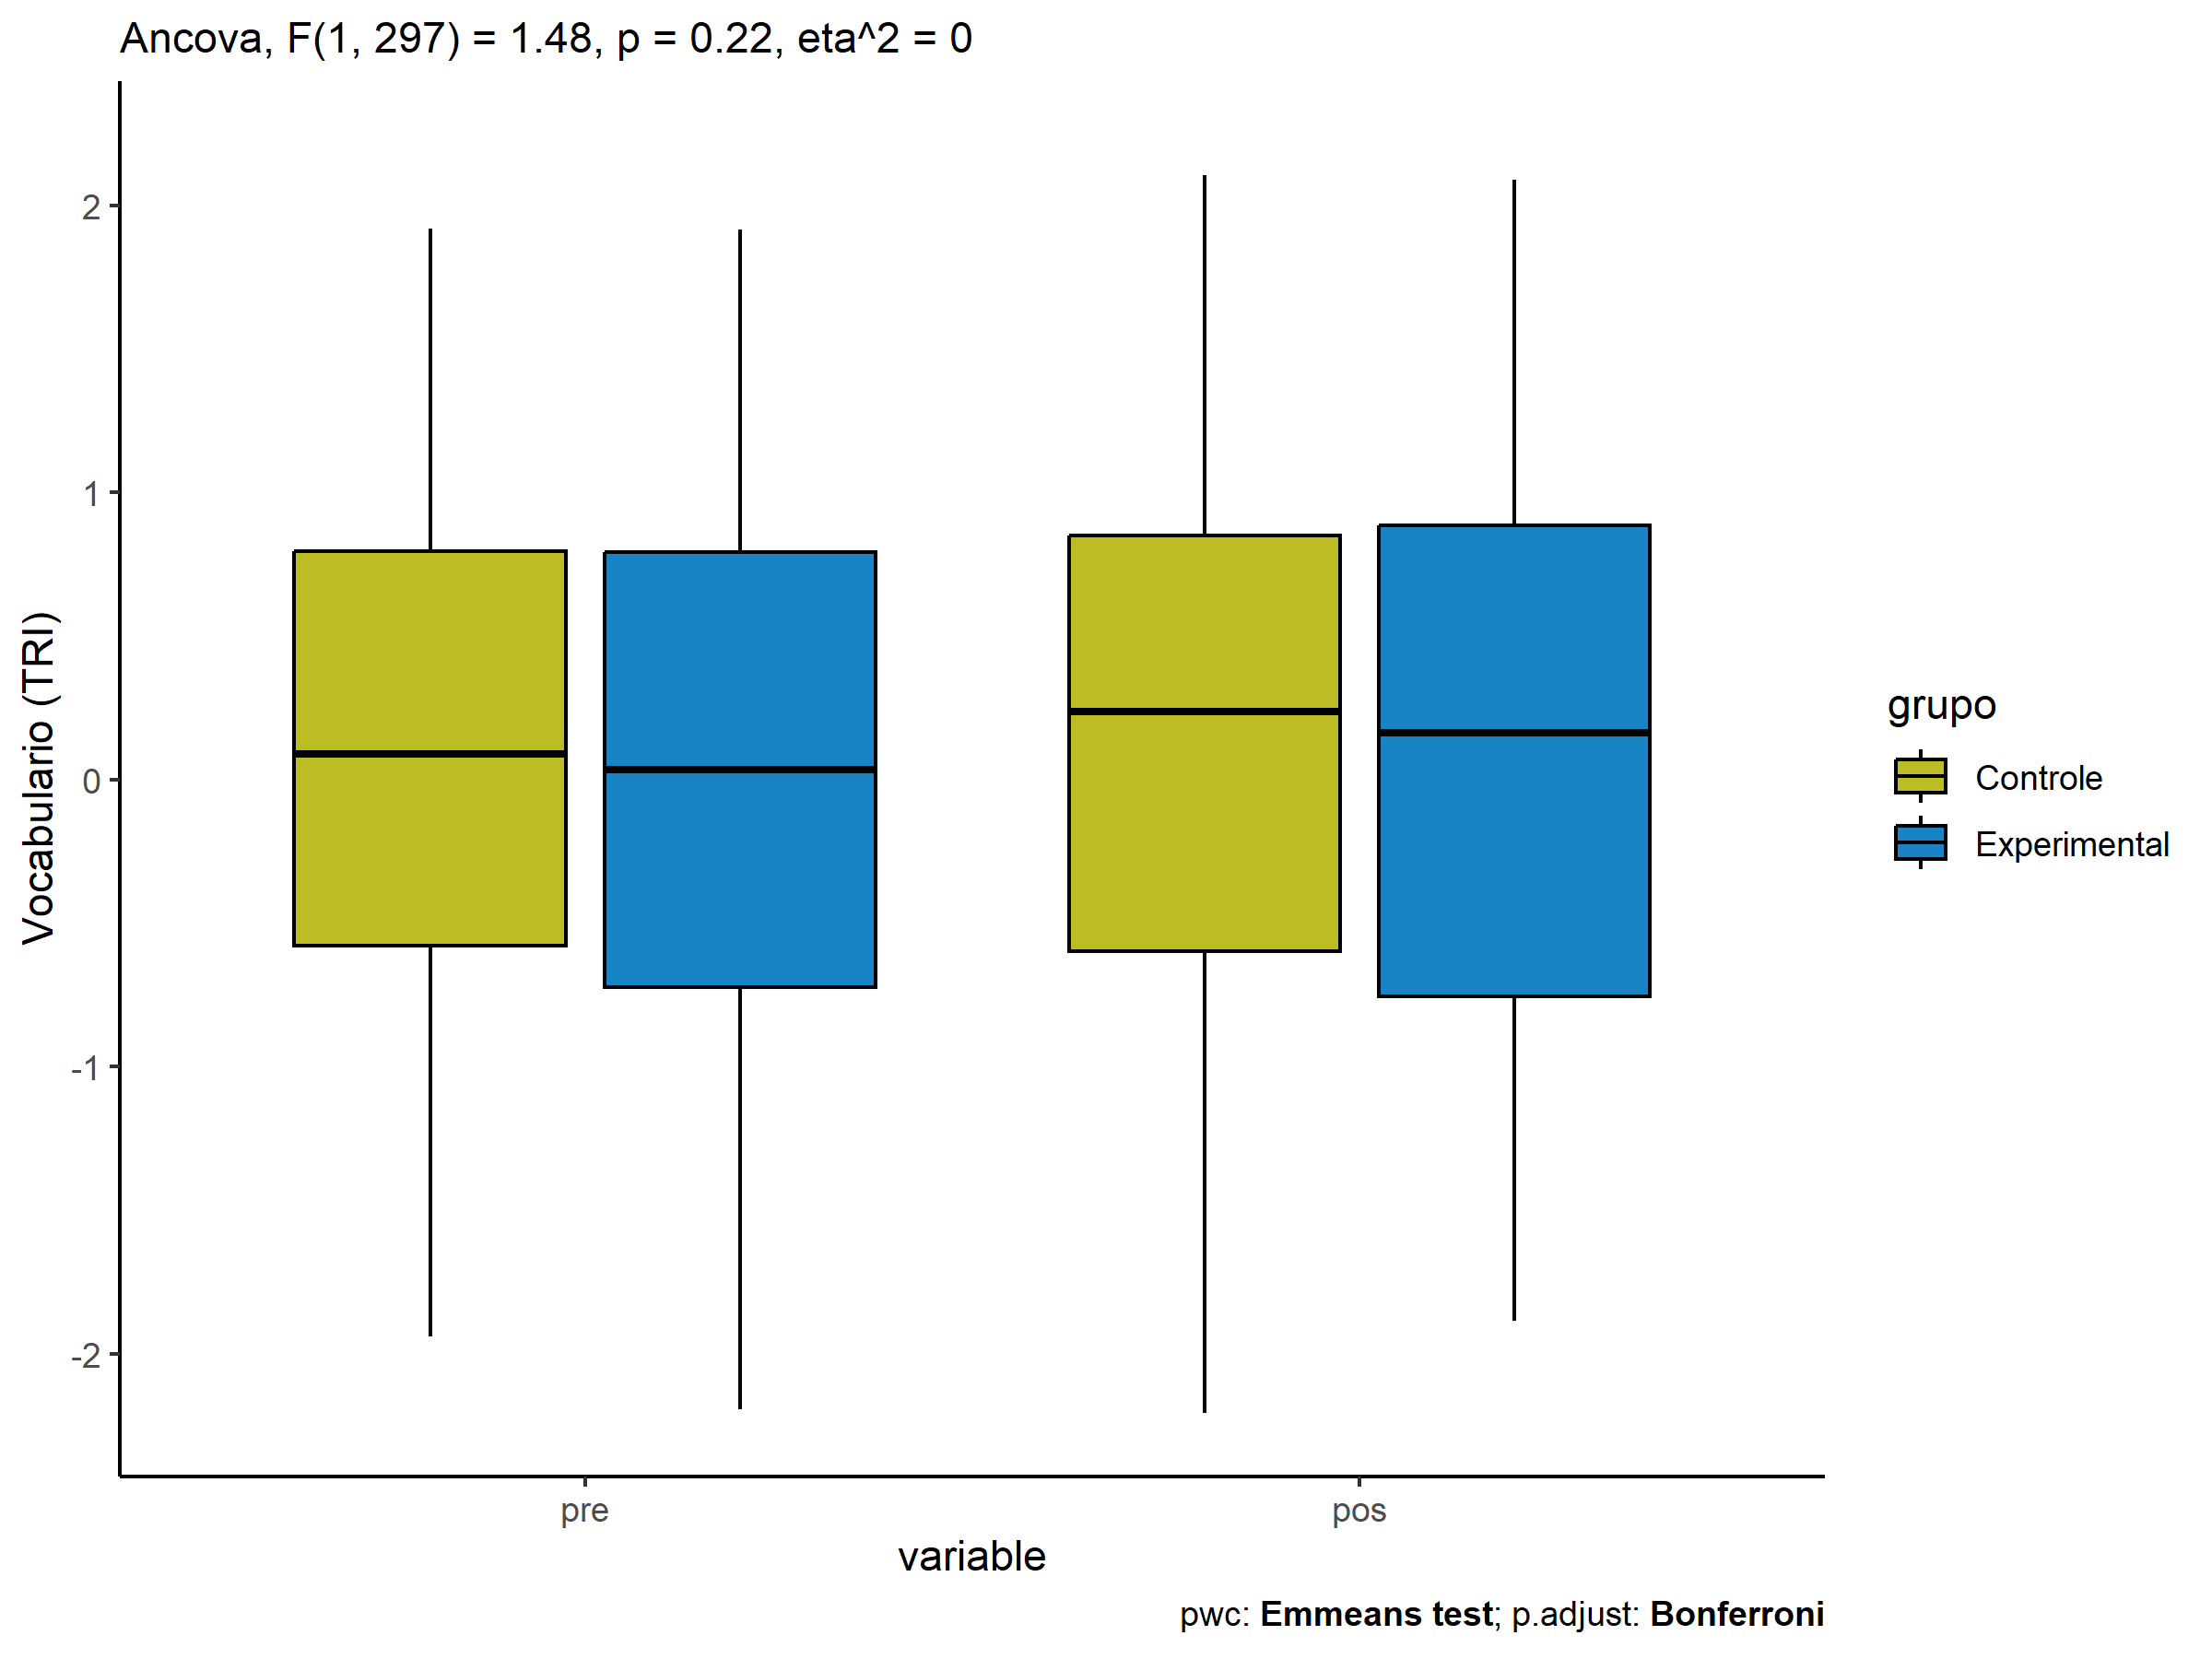 Ancova, F(1, 297) = 1.48, p = 0.22, eta^2 = 0
Vocabulario (TRI)
2
1
0
-1
-2
pre
pos
variable
grupo
Controle
Experimental
pwc: Emmeans test; p.adjust: Bonferroni